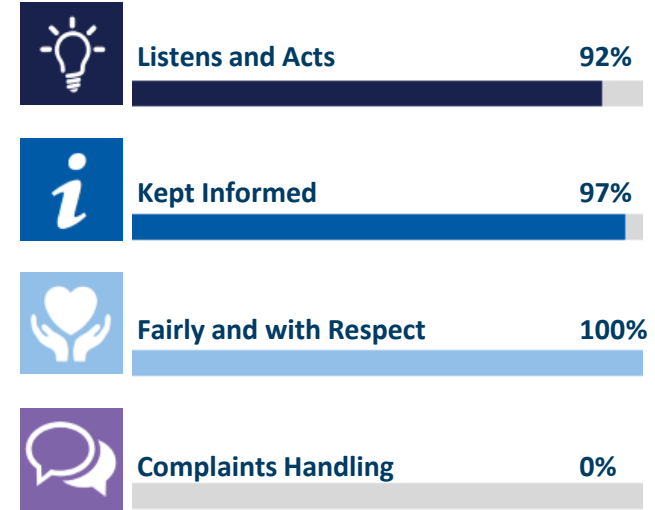 Listens and Acts 92%
Kept Informed 97%
Fairly and with Respect 100%
Complaints Handling 0%